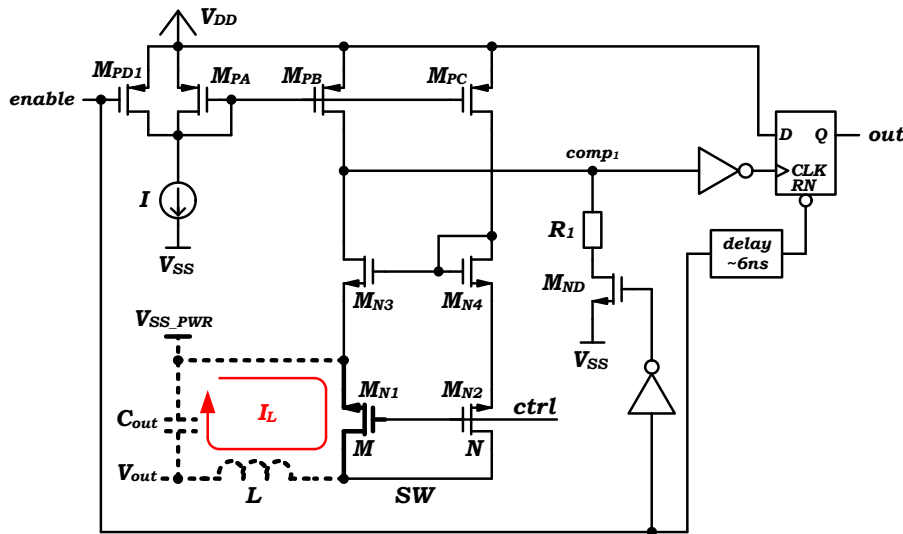 VDD
MPD1
MPA
MPB
MPC
enable
D
Q
out
comp1
CLK
RN
I
R1
delay
~6ns
VSS
MN3
MN4
MND
VSS_PWR
VSS
MN1
MN2
ctrl
Cout
IL
M
N
Vout
L
SW